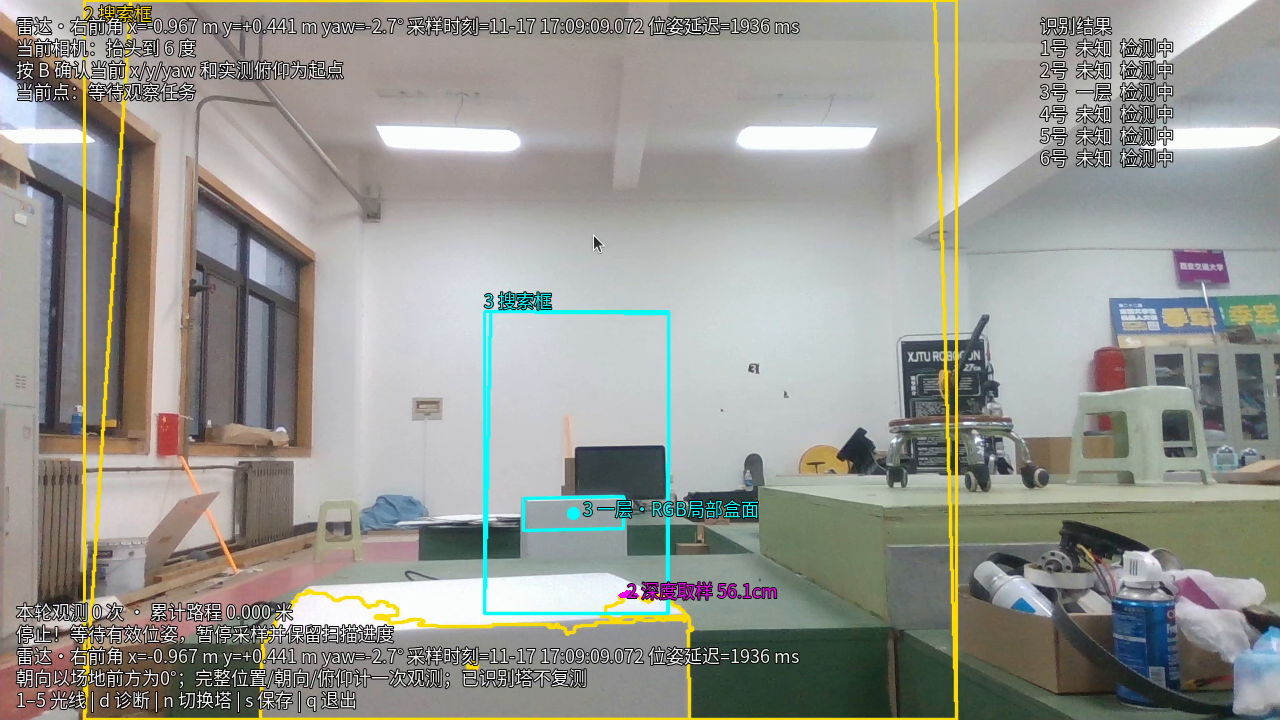 2 搜索框
雷达·右前角 x=-0.967 m y=+0.441 m yaw=-2.7° 采样时刻=11-17 17:09:09.072 位姿延迟=1936 ms
当前相机：抬头到 6 度
按 B 确认当前 x/y/yaw 和实测俯仰为起点
当前点：等待观察任务
识别结果
1号 未知 检测中
2号 未知 检测中
3号 一层 检测中
4号 未知 检测中
5号 未知 检测中
6号 未知 检测中
西安交通大学
季军
季军
3 搜索框
XJTU ROBOCON
27th
3 一层·RGB局部盒面
2 深度取样 56.1cm
本轮观测 0 次 · 累计路程 0.000 米
停止！等待有效位姿，暂停采样并保留扫描进度
雷达·右前角 x=-0.967 m y=+0.441 m yaw=-2.7° 采样时刻=11-17 17:09:09.072 位姿延迟=1936 ms
朝向以场地前方为0°；完整位置/朝向/俯仰计一次观测；已识别塔不复测
1-5 光线 | d 诊断 | n 切换塔 | s 保存 | q 退出